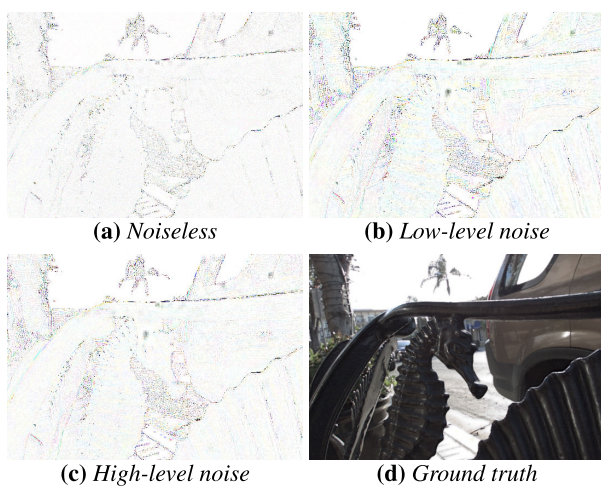 (a) Noiseless
(b) Low-level noise
(c) High-level noise
(d) Ground truth